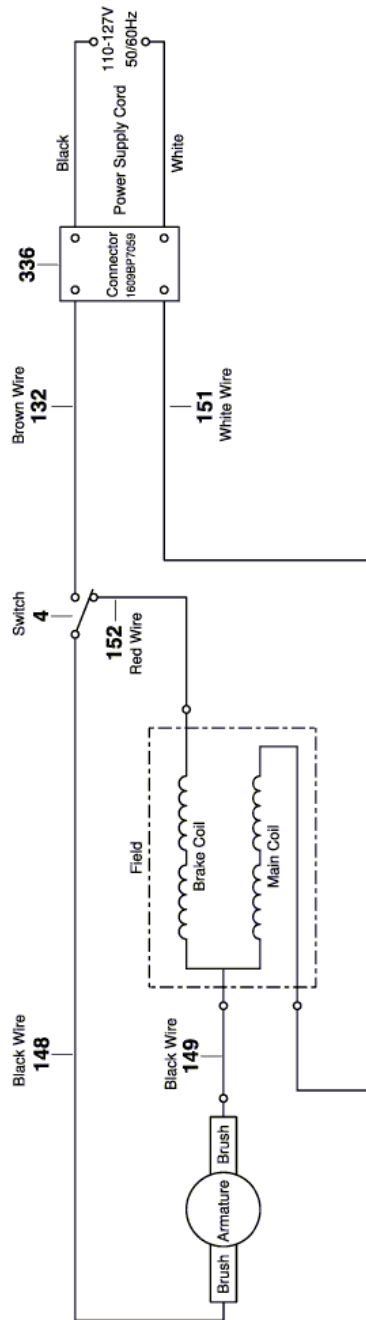 Black Wire
148
Switch
4
Brown Wire
132
336
Black
110-127V
50/60Hz
Power Supply Cord
White
Connector
1609BP7059
151
White Wire
152
Red Wire
Field
Brake Coil
Main Coil
Black Wire
149
Brush
Armature
Brush